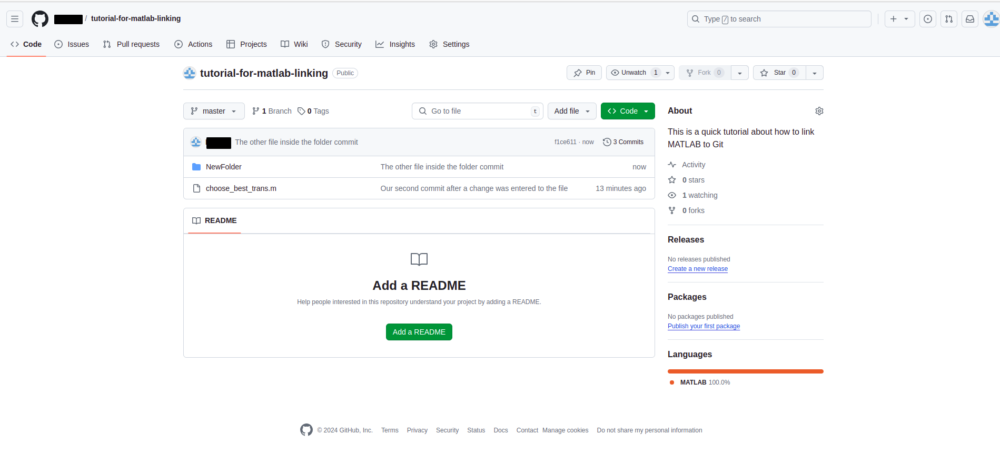 / tutorial-for-matlab-linking
Type / to search
Code Issues Pull requests Actions Projects Wiki Security Insights Settings
tutorial-for-matlab-linking Public
Pin Unwatch 1 Fork 0 Star 0
master 1 Branch 0 Tags Go to file t Add file Code
The other file inside the folder commit f1ce611 · now 3 Commits
NewFolder The other file inside the folder commit now
choose_best_trans.m Our second commit after a change was entered to the file 13 minutes ago
README
Add a README
Help people interested in this repository understand your project by adding a README.
Add a README
About
This is a quick tutorial about how to link
MATLAB to Git
Activity
0 stars
1 watching
0 forks
Releases
No releases published
Create a new release
Packages
No packages published
Publish your first package
Languages
MATLAB 100.0%
© 2024 GitHub, Inc. Terms Privacy Security Status Docs Contact Manage cookies Do not share my personal information